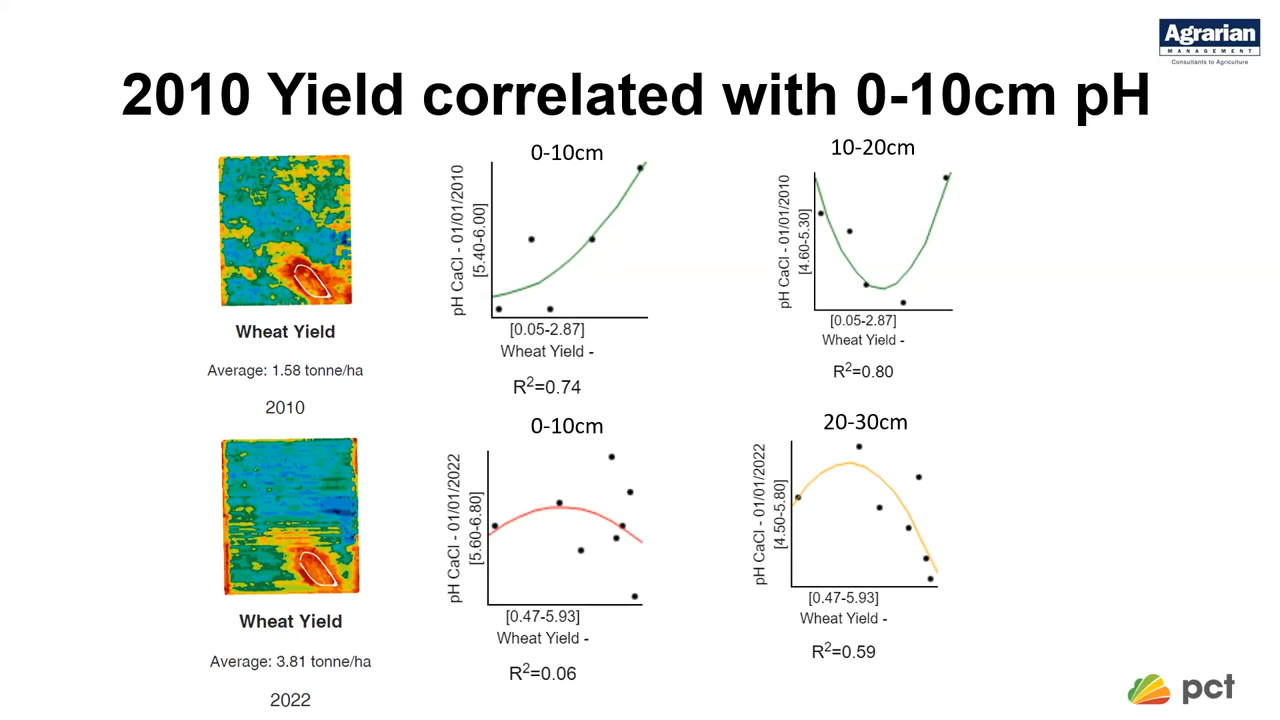 Agrarian
MANAGEMENT
Consultants to Agriculture
2010 Yield correlated with 0-10cm pH
Wheat Yield
Average: 1.58 tonne/ha
2010
0-10cm
pH CaCl - 01/01/2010
[5.40-6.00]
[0.05-2.87]
Wheat Yield -
R²=0.74
10-20cm
pH CaCl - 01/01/2010
[4.60-5.30]
[0.05-2.87]
Wheat Yield -
R²=0.80
Wheat Yield
Average: 3.81 tonne/ha
2022
0-10cm
pH CaCl - 01/01/2022
[5.60-6.80]
[0.47-5.93]
Wheat Yield -
R²=0.06
20-30cm
pH CaCl - 01/01/2022
[4.50-5.80]
[0.47-5.93]
Wheat Yield -
R²=0.59
pct